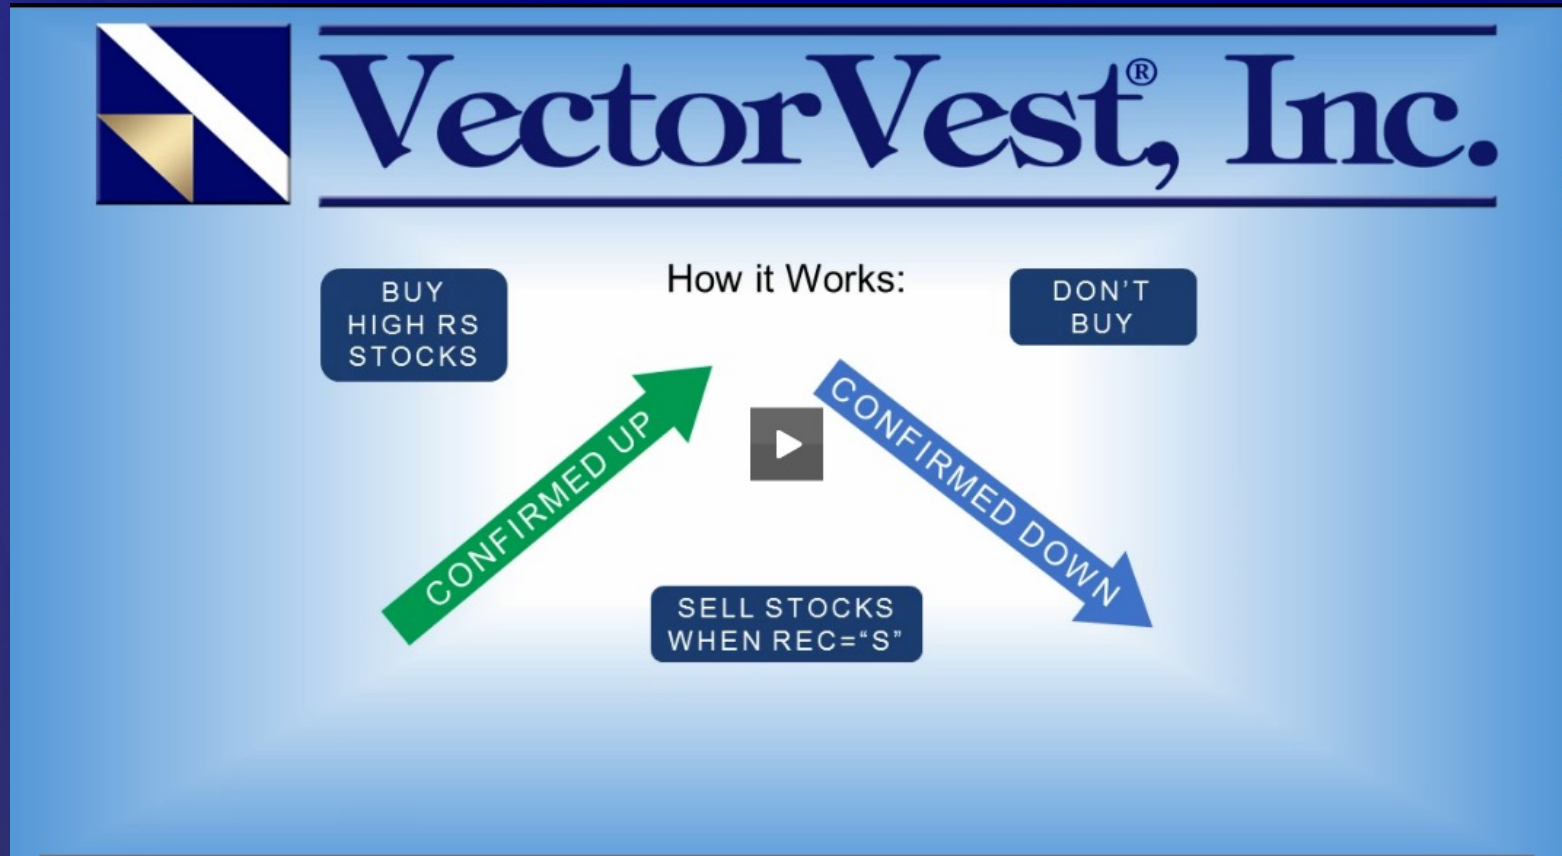 VectorVest®, Inc.
How it Works:
BUY
HIGH RS
STOCKS
DON'T
BUY
CONFIRMED UP
CONFIRMED DOWN
SELL STOCKS
WHEN REC=“S”